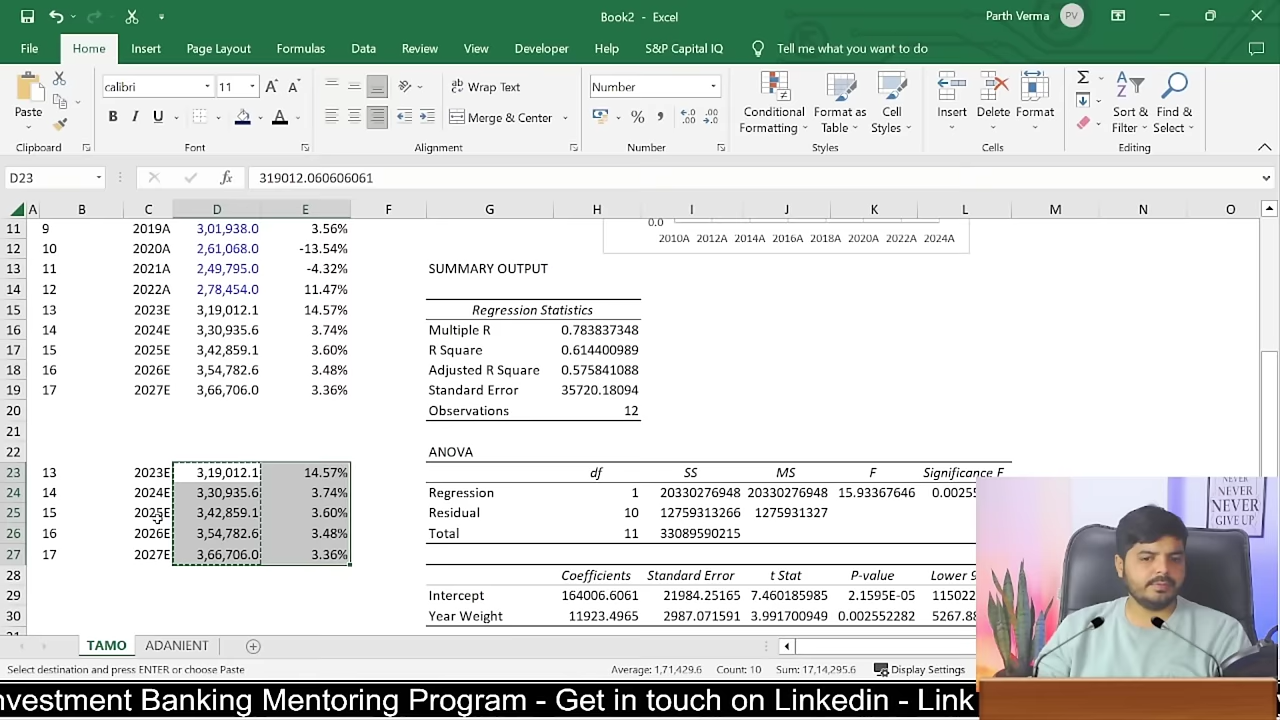 Book2 - Excel
Parth Verma
PV
File Home Insert Page Layout Formulas Data Review View Developer Help S&P Capital IQ Tell me what you want to do
calibri 11 Wrap Text Number
Paste B I U Merge & Center Conditional Formatting Format as Table Cell Styles Insert Delete Format Sort & Filter Find & Select
Clipboard Font Alignment Number Styles Cells Editing
D23 fx 319012.060606061
A B C D E F G H I J K L M N O
0.0
2010A 2012A 2014A 2016A 2018A 2020A 2022A 2024A
11 9 2019A 3,01,938.0 3.56%
12 10 2020A 2,61,068.0 -13.54%
13 11 2021A 2,49,795.0 -4.32% SUMMARY OUTPUT
14 12 2022A 2,78,454.0 11.47%
15 13 2023E 3,19,012.1 14.57% Regression Statistics
16 14 2024E 3,30,935.6 3.74% Multiple R 0.783837348
17 15 2025E 3,42,859.1 3.60% R Square 0.614400989
18 16 2026E 3,54,782.6 3.48% Adjusted R Square 0.575841088
19 17 2027E 3,66,706.0 3.36% Standard Error 35720.18094
20 Observations 12
21
22 ANOVA
23 13 2023E 3,19,012.1 14.57% df SS MS F Significance F
24 14 2024E 3,30,935.6 3.74% Regression 1 20330276948 20330276948 15.93367646 0.00255
25 15 2025E 3,42,859.1 3.60% Residual 10 12759313266 1275931327
26 16 2026E 3,54,782.6 3.48% Total 11 33089590215
27 17 2027E 3,66,706.0 3.36%
28 Coefficients Standard Error t Stat P-value Lower 9
29 Intercept 164006.6061 21984.25165 7.460185985 2.1595E-05 115022
30 Year Weight 11923.4965 2987.071591 3.991700949 0.002552282 5267.88
NEVER
NEVER
NEVER
GIVE UP
TAMO ADANIENT
Select destination and press ENTER or choose Paste Average: 1,71,429.6 Count: 10 Sum: 17,14,295.6 Display Settings
nvestment Banking Mentoring Program - Get in touch on Linkedin - Link